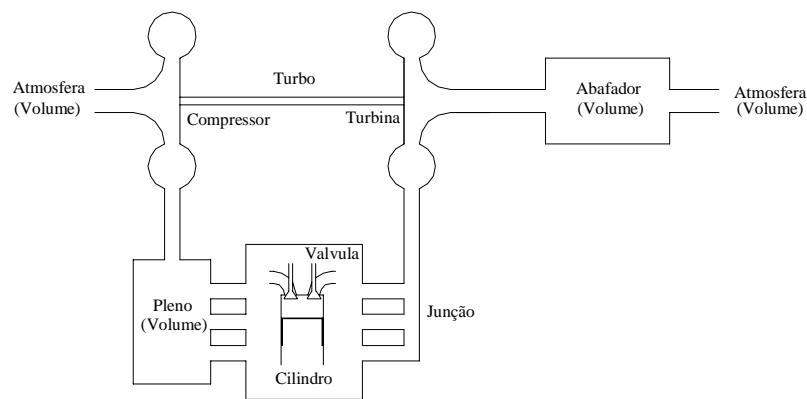 Turbo
Atmosfera
(Volume)
Compressor
Turbina
Abafador
(Volume)
Atmosfera
(Volume)
Valvula
Pleno
(Volume)
Junção
Cilindro